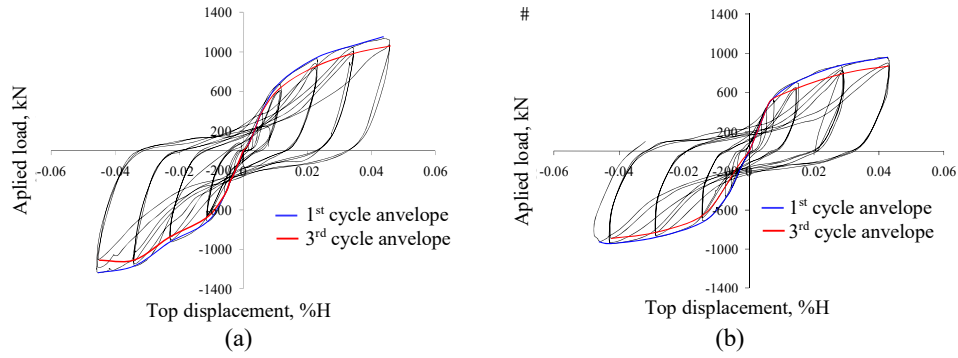 #
Aplied load, kN
1400
1000
600
200
-0.06 -0.04 -0.02 0.00 0.02 0.04 0.06
-200
-600
-1000
-1400
1st cycle anvelope
3rd cycle anvelope
Top displacement, %H
(a)
Aplied load, kN
1400
1000
600
200
-0.06 -0.04 -0.02 0.00 0.02 0.04 0.06
-200
-600
-1000
-1400
1st cycle anvelope
3rd cycle anvelope
Top displacement, %H
(b)